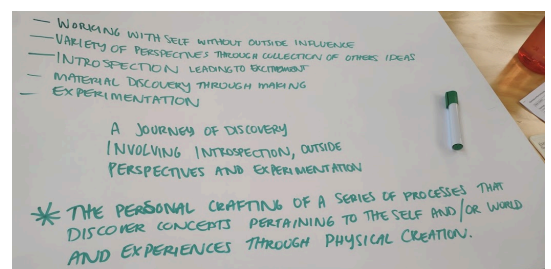 — WORKING WITH SELF WITHOUT OUTSIDE INFLUENCE
— VARIETY OF PERSPECTIVES THROUGH COLLECTION OF OTHERS IDEAS
— INTROSPECTION LEADING TO EXCITEMENT
— MATERIAL DISCOVERY THROUGH MAKING
— EXPERIMENTATION
A JOURNEY OF DISCOVERY
INVOLVING INTROSPECTION, OUTSIDE
PERSPECTIVES AND EXPERIMENTATION
* THE PERSONAL CRAFTING OF A SERIES OF PROCESSES THAT
DISCOVER CONCEPTS PERTAINING TO THE SELF AND/OR WORLD
AND EXPERIENCES THROUGH PHYSICAL CREATION.